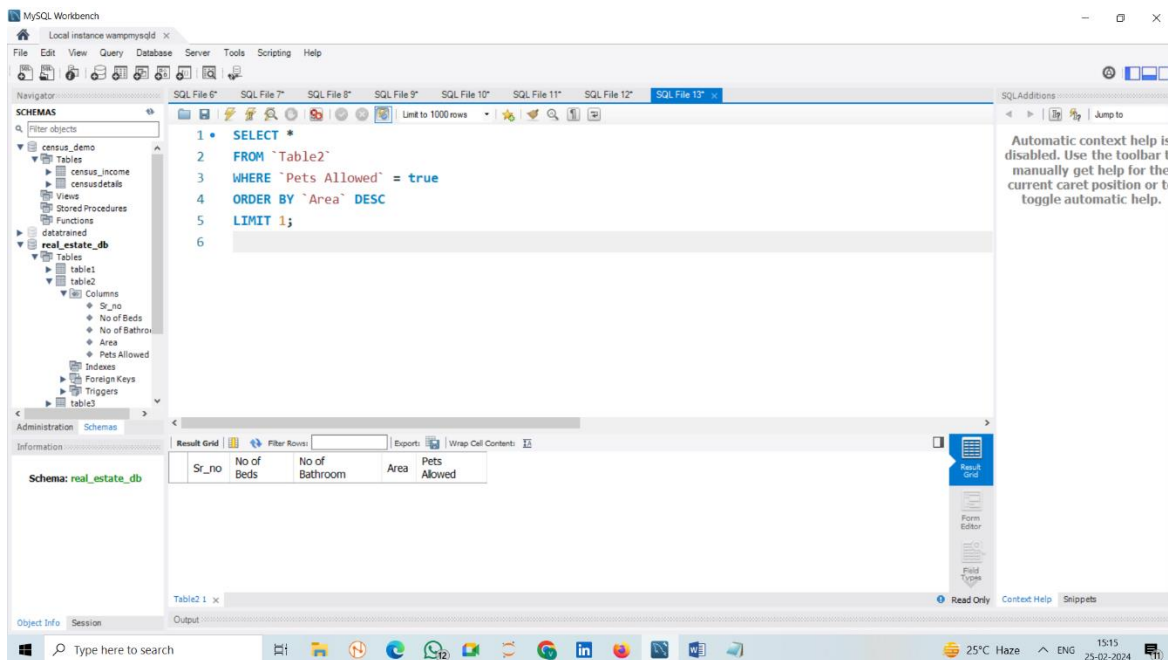 MySQL Workbench
Local instance wampmysqld ×
File Edit View Query Database Server Tools Scripting Help
Navigator
SCHEMAS
Filter objects
census_demo
Tables
census_income
censusdetails
Views
Stored Procedures
Functions
datatrained
real_estate_db
Tables
table1
table2
Columns
Sr_no
No of Beds
No of Bathro
Area
Pets Allowed
Indexes
Foreign Keys
Triggers
table3
Administration Schemas
Information
Schema: real_estate_db
Object Info Session
SQL File 6* SQL File 7* SQL File 8* SQL File 9* SQL File 10* SQL File 11* SQL File 12* SQL File 13* ×
Limit to 1000 rows
1 SELECT *
2 FROM `Table2`
3 WHERE `Pets Allowed` = true
4 ORDER BY `Area` DESC
5 LIMIT 1;
6
Result Grid Filter Rows: Export: Wrap Cell Content:
Sr_no No of Beds No of Bathroom Area Pets Allowed
Result Grid
Form Editor
Field Types
Table2 1 ×
Read Only
Output
SQLAdditions
Jump to
Automatic context help is
disabled. Use the toolbar t
manually get help for the
current caret position or t
toggle automatic help.
Context Help Snippets
Type here to search
12
25°C Haze
ENG
15:15
25-02-2024
11